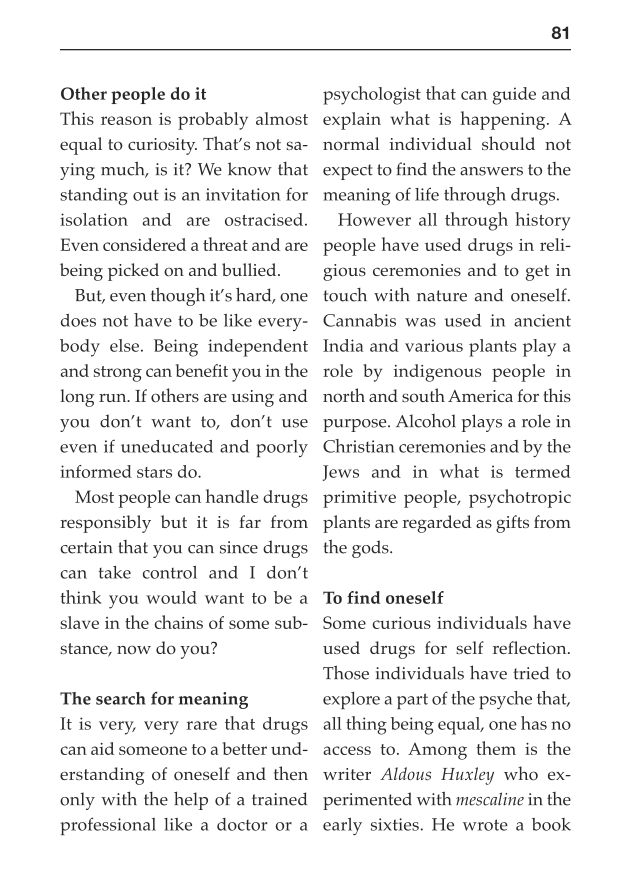 81
Other people do it
This reason is probably almost
equal to curiosity. That's not sa-
ying much, is it? We know that
standing out is an invitation for
isolation and are ostracised.
Even considered a threat and are
being picked on and bullied.
But, even though it's hard, one
does not have to be like every-
body else. Being independent
and strong can benefit you in the
long run. If others are using and
you don't want to, don't use
even if uneducated and poorly
informed stars do.
Most people can handle drugs
responsibly but it is far from
certain that you can since drugs
can take control and I don't
think you would want to be a
slave in the chains of some sub-
stance, now do you?
The search for meaning
It is very, very rare that drugs
can aid someone to a better und-
erstanding of oneself and then
only with the help of a trained
professional like a doctor or a
psychologist that can guide and
explain what is happening. A
normal individual should not
expect to find the answers to the
meaning of life through drugs.
However all through history
people have used drugs in reli-
gious ceremonies and to get in
touch with nature and oneself.
Cannabis was used in ancient
India and various plants play a
role by indigenous people in
north and south America for this
purpose. Alcohol plays a role in
Christian ceremonies and by the
Jews and in what is termed
primitive people, psychotropic
plants are regarded as gifts from
the gods.
To find oneself
Some curious individuals have
used drugs for self reflection.
Those individuals have tried to
explore a part of the psyche that,
all thing being equal, one has no
access to. Among them is the
writer Aldous Huxley who ex-
perimented with mescaline in the
early sixties. He wrote a book